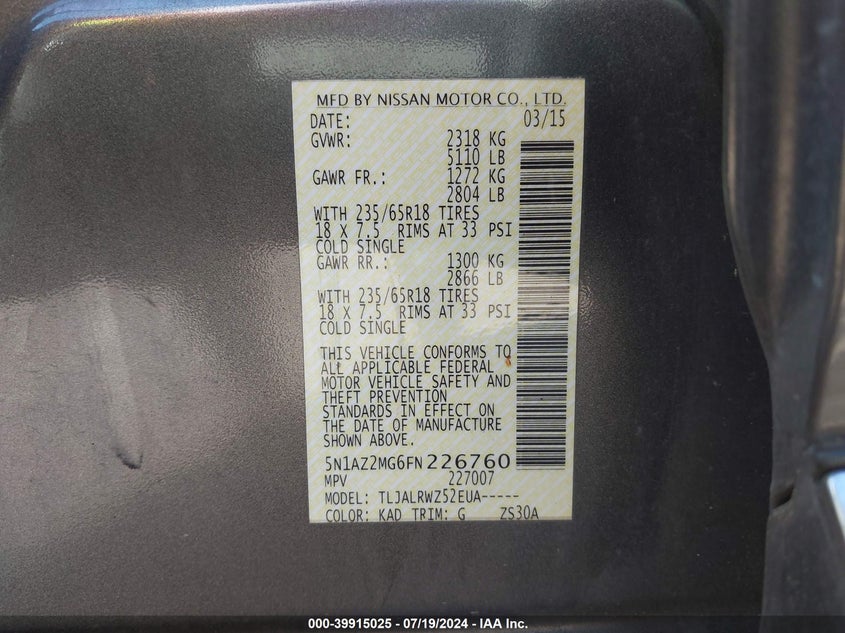 MFD BY NISSAN MOTOR CO., LTD.
DATE: 03/15
GVWR: 2318 KG
5110 LB
GAWR FR.: 1272 KG
2804 LB
WITH 235/65R18 TIRES
18 X 7.5 RIMS AT 33 PSI
COLD SINGLE
GAWR RR.: 1300 KG
2866 LB
WITH 235/65R18 TIRES
18 X 7.5 RIMS AT 33 PSI
COLD SINGLE
THIS VEHICLE CONFORMS TO
ALL APPLICABLE FEDERAL
MOTOR VEHICLE SAFETY AND
THEFT PREVENTION
STANDARDS IN EFFECT ON
THE DATE OF MANUFACTURE
SHOWN ABOVE.
5N1AZ2MG6FN226760
MPV 227007
MODEL: TLJALRWZ52EUA-----
COLOR: KAD TRIM: G ZS30A
000-39915025 - 07/19/2024 - IAA Inc.